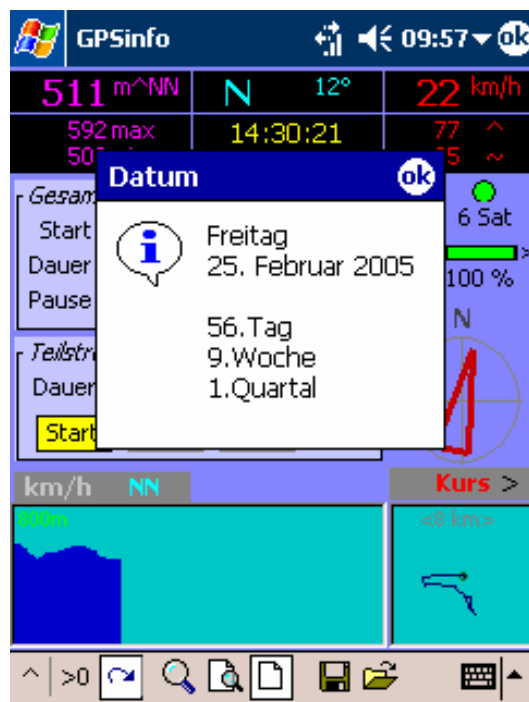 GPSinfo 09:57 ok
511 m^NN N 12° 22 km/h
592 max 14:30:21 77 ^
~
Datum ok
Freitag
25. Februar 2005
56.Tag
9.Woche
1.Quartal
Start
Dauer
Pause
6 Sat
>
100 %
N
Dauer
Start
km/h NN Kurs >
800m <8 km>
^ >0